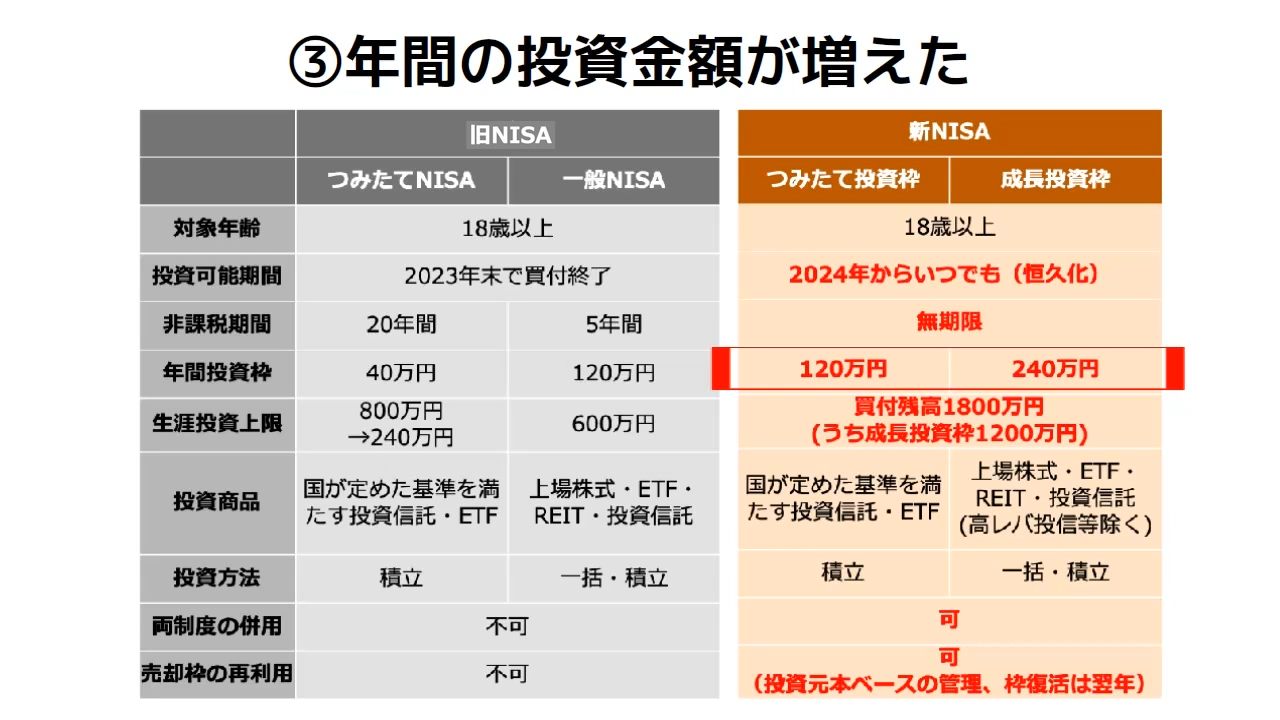 ③年間の投資金額が増えた
旧NISA 新NISA
つみたてNISA 一般NISA つみたて投資枠 成長投資枠
対象年齢 18歳以上 18歳以上
投資可能期間 2023年末で買付終了 2024年からいつでも（恒久化）
非課税期間 20年間 5年間 無期限
年間投資枠 40万円 120万円 120万円 240万円
生涯投資上限 800万円
→240万円 600万円 買付残高1800万円
(うち成長投資枠1200万円)
投資商品 国が定めた基準を満
たす投資信託・ETF 上場株式・ETF・
REIT・投資信託 国が定めた基準を満
たす投資信託・ETF 上場株式・ETF・
REIT・投資信託
(高レバ投信等除く)
投資方法 積立 一括・積立 積立 一括・積立
両制度の併用 不可 可
売却枠の再利用 不可 可
（投資元本ベースの管理、枠復活は翌年）